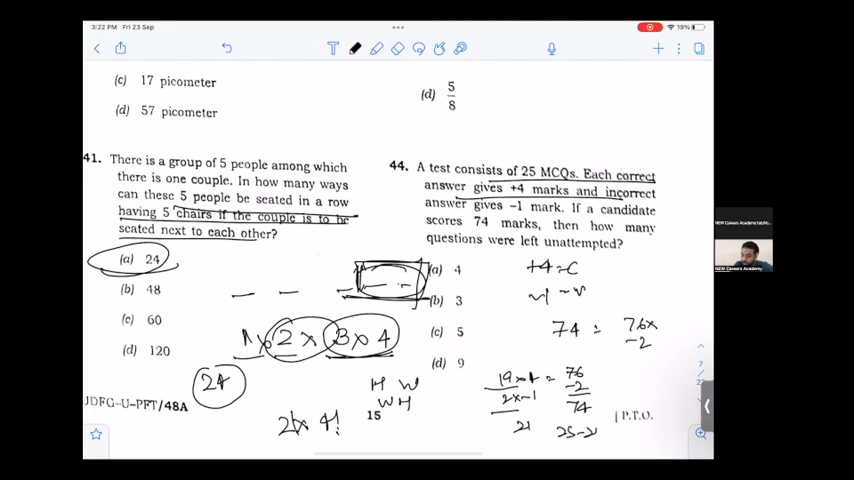 3:22 PM Fri 23 Sep
19%
T
(c) 17 picometer
(d) 57 picometer
(d) 5/8
41. There is a group of 5 people among which
there is one couple. In how many ways
can these 5 people be seated in a row
having 5 chairs if the couple is to be
seated next to each other?
(a) 24
(b) 48
(c) 60
(d) 120
1 x 2 x 3 x 4
24
H W
W H
2 x 4!
JDFG-U-PFT/48A
15
44. A test consists of 25 MCQs. Each correct
answer gives +4 marks and incorrect
answer gives –1 mark. If a candidate
scores 74 marks, then how many
questions were left unattempted?
(a) 4
(b) 3
(c) 5
(d) 9
+4 = C
74 = 76x
-2
19 x 4 = 76
-2
2 x -1
74
21
25-21
[ P.T.O.
7
NEW Careers Academy